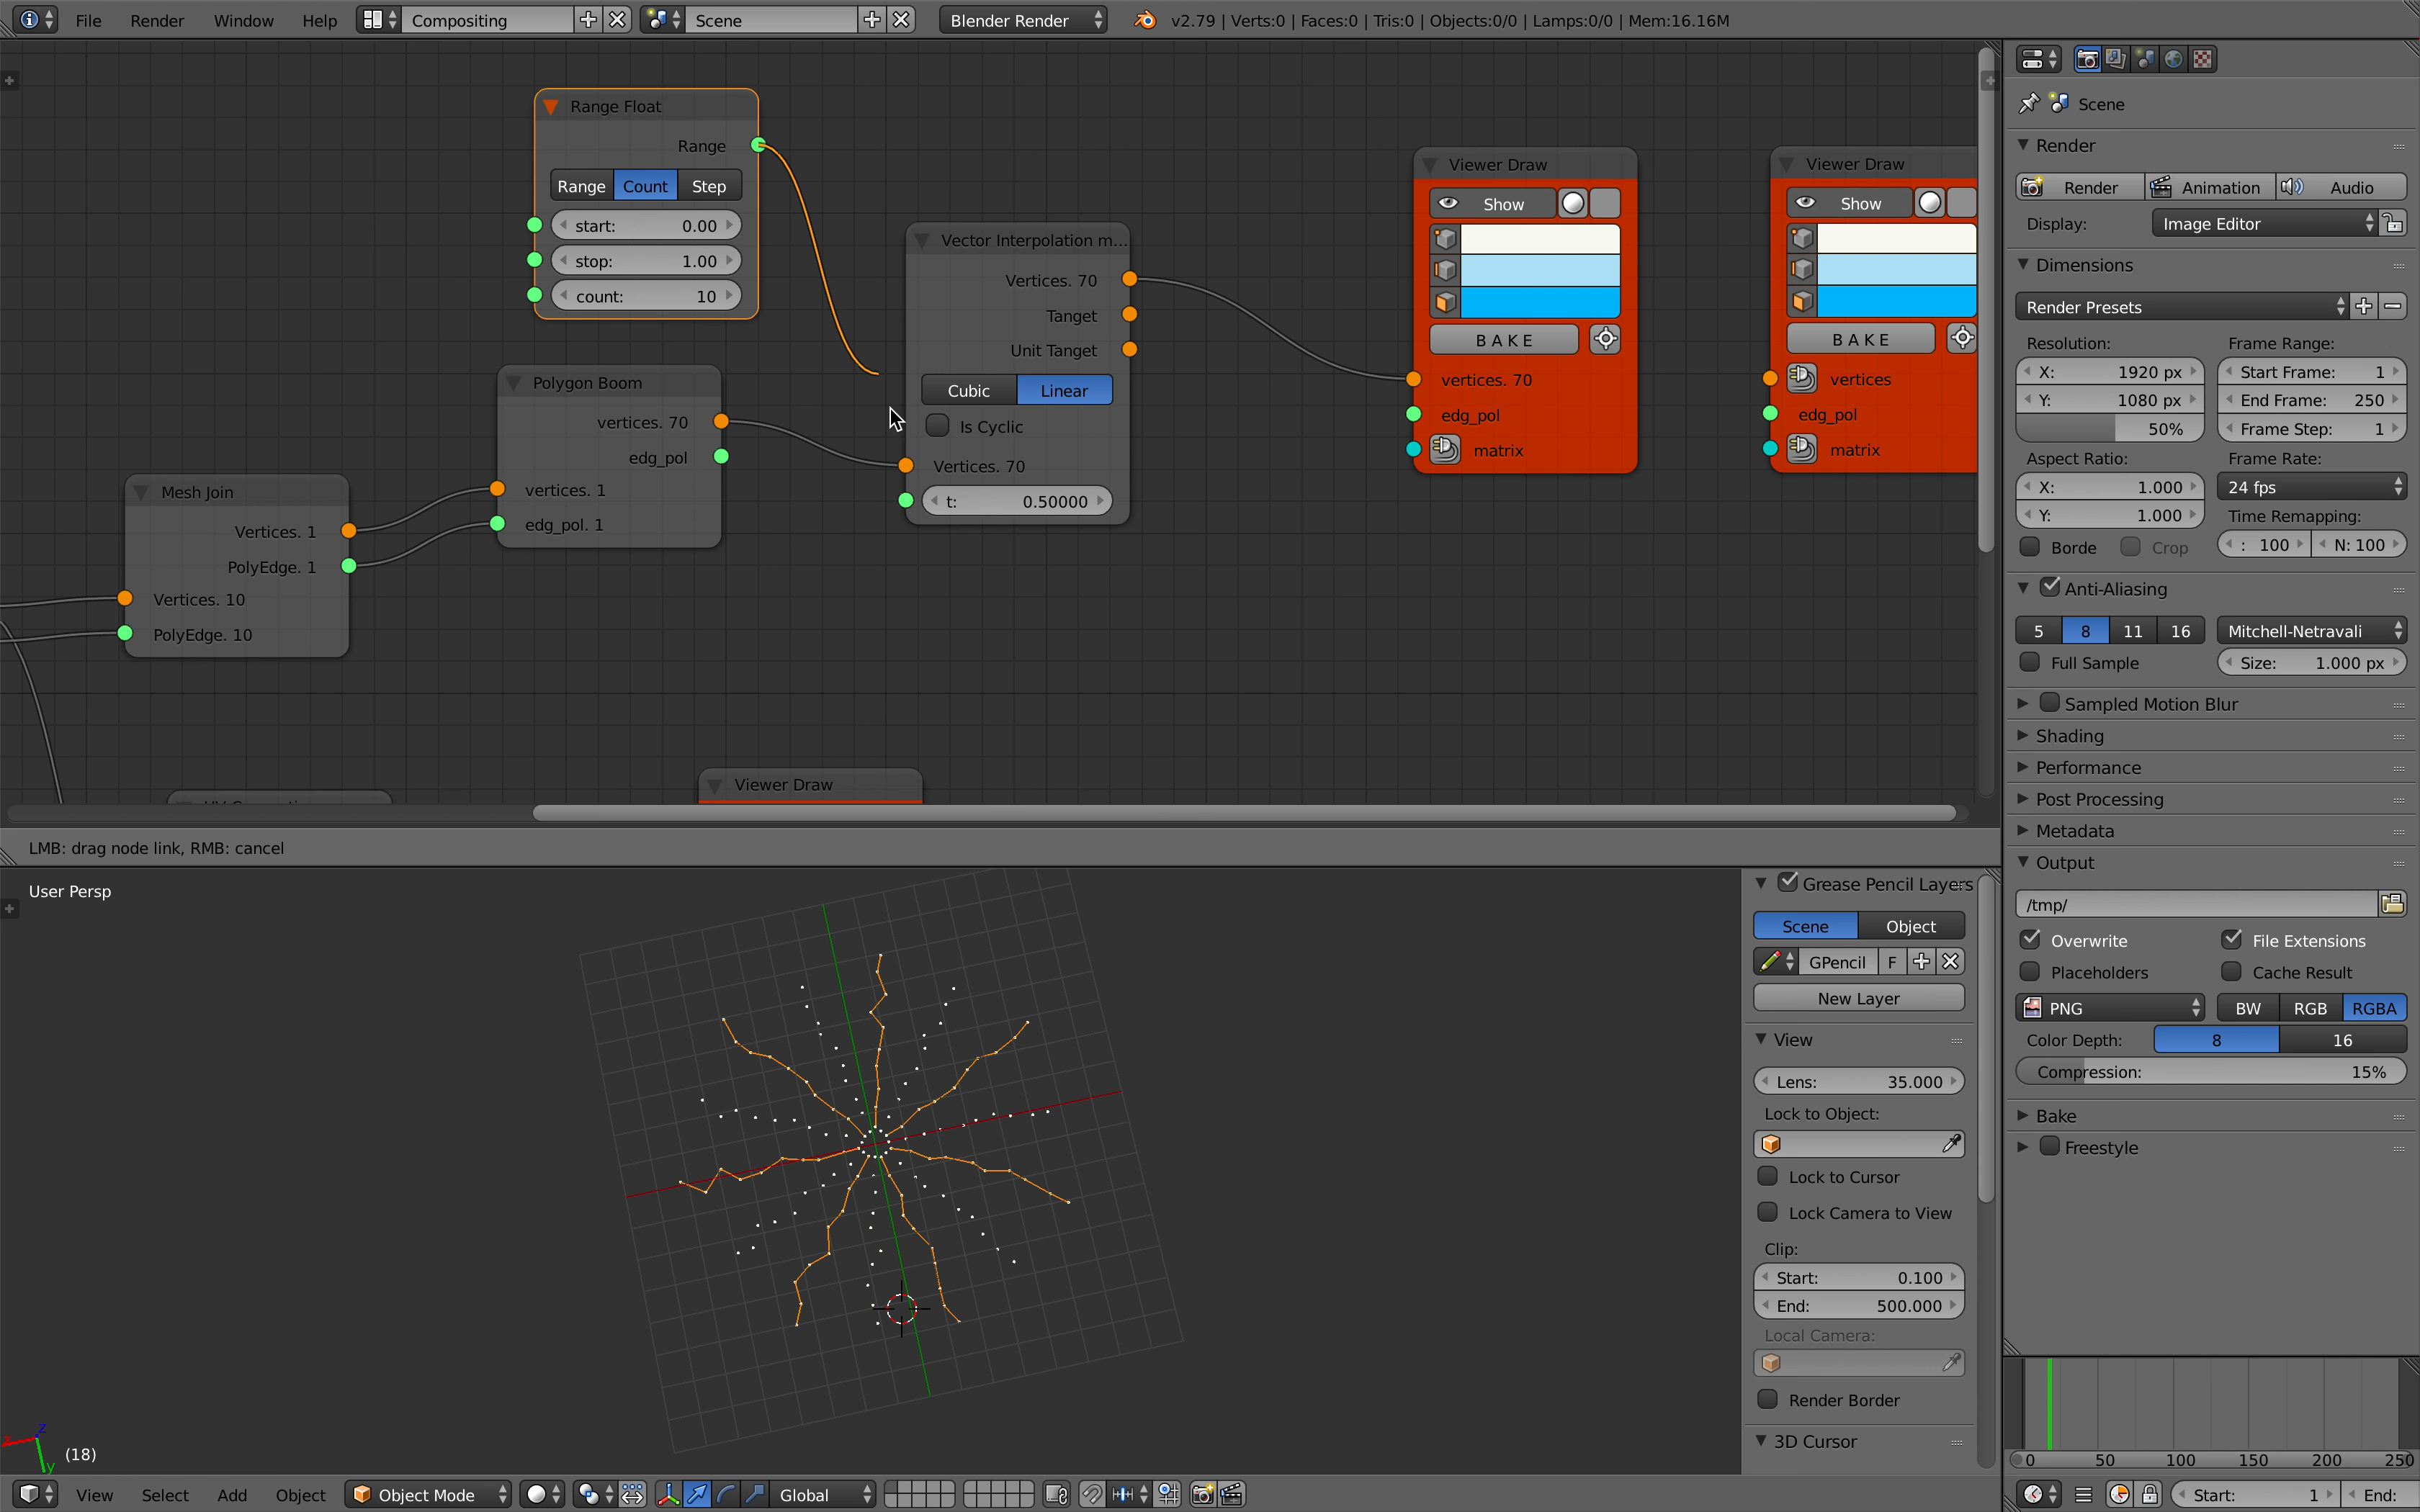 File Render Window Help Compositing Scene Blender Render v2.79 | Verts:0 | Faces:0 | Tris:0 | Objects:0/0 | Lamps:0/0 | Mem:16.16M
Range Float
Range
Range Count Step
start: 0.00
stop: 1.00
count: 10
Polygon Boom
vertices. 70
edg_pol
vertices. 1
edg_pol. 1
Mesh Join
Vertices. 1
PolyEdge. 1
Vertices. 10
PolyEdge. 10
Vector Interpolation m...
Vertices. 70
Tanget
Unit Tanget
Cubic Linear
Is Cyclic
Vertices. 70
t: 0.50000
Viewer Draw
Show
BAKE
vertices. 70
edg_pol
matrix
Viewer Draw
Show
BAKE
vertices
edg_pol
matrix
Viewer Draw
LMB: drag node link, RMB: cancel
User Persp
(18)
x
y
z
View Select Add Object Object Mode Global
Grease Pencil Layers
Scene Object
GPencil F
New Layer
View
Lens: 35.000
Lock to Object:
Lock to Cursor
Lock Camera to View
Clip:
Start: 0.100
End: 500.000
Local Camera:
Render Border
3D Cursor
Scene
Render
Render Animation Audio
Display: Image Editor
Dimensions
Render Presets
Resolution: Frame Range:
X: 1920 px Start Frame: 1
Y: 1080 px End Frame: 250
50% Frame Step: 1
Aspect Ratio: Frame Rate:
X: 1.000 24 fps
Y: 1.000 Time Remapping:
Borde Crop : 100 N: 100
Anti-Aliasing
5 8 11 16 Mitchell-Netravali
Full Sample Size: 1.000 px
Sampled Motion Blur
Shading
Performance
Post Processing
Metadata
Output
/tmp/
Overwrite File Extensions
Placeholders Cache Result
PNG BW RGB RGBA
Color Depth: 8 16
Compression: 15%
Bake
Freestyle
0 50 100 150 200 250
Start: 1 End: